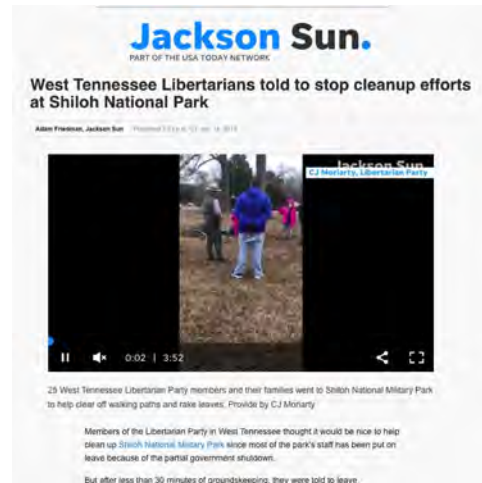 Jackson Sun.
PART OF THE USA TODAY NETWORK
West Tennessee Libertarians told to stop cleanup efforts
at Shiloh National Park
Adam Friedman, Jackson Sun
Jackson Sun
CJ Moriarty, Libertarian Party
0:02 | 3:52
25 West Tennessee Libertarian Party members and their families went to Shiloh National Military Park
to help clear off walking paths and rake leaves. Provide by CJ Moriarty
Members of the Libertarian Party in West Tennessee thought it would be nice to help
clean up Shiloh National Military Park since most of the park's staff has been put on
leave because of the partial government shutdown.
But after less than 30 minutes of groundskeeping, they were told to leave.